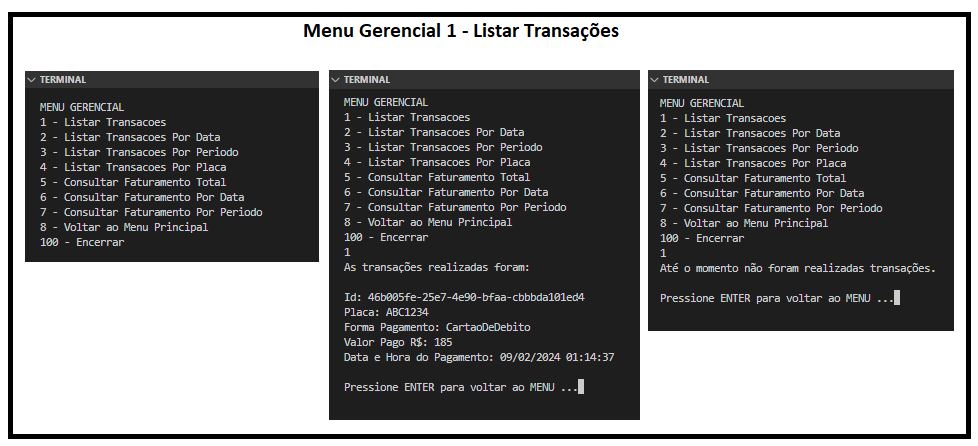 Menu Gerencial 1 - Listar Transações
TERMINAL
MENU GERENCIAL
1 - Listar Transacoes
2 - Listar Transacoes Por Data
3 - Listar Transacoes Por Periodo
4 - Listar Transacoes Por Placa
5 - Consultar Faturamento Total
6 - Consultar Faturamento Por Data
7 - Consultar Faturamento Por Periodo
8 - Voltar ao Menu Principal
100 - Encerrar
TERMINAL
MENU GERENCIAL
1 - Listar Transacoes
2 - Listar Transacoes Por Data
3 - Listar Transacoes Por Periodo
4 - Listar Transacoes Por Placa
5 - Consultar Faturamento Total
6 - Consultar Faturamento Por Data
7 - Consultar Faturamento Por Periodo
8 - Voltar ao Menu Principal
100 - Encerrar
1
As transações realizadas foram:
Id: 46b005fe-25e7-4e90-bfaa-cbbbda101ed4
Placa: ABC1234
Forma Pagamento: CartaoDeDebito
Valor Pago R$: 185
Data e Hora do Pagamento: 09/02/2024 01:14:37
Pressione ENTER para voltar ao MENU ...
TERMINAL
MENU GERENCIAL
1 - Listar Transacoes
2 - Listar Transacoes Por Data
3 - Listar Transacoes Por Periodo
4 - Listar Transacoes Por Placa
5 - Consultar Faturamento Total
6 - Consultar Faturamento Por Data
7 - Consultar Faturamento Por Periodo
8 - Voltar ao Menu Principal
100 - Encerrar
1
Até o momento não foram realizadas transações.
Pressione ENTER para voltar ao MENU ...